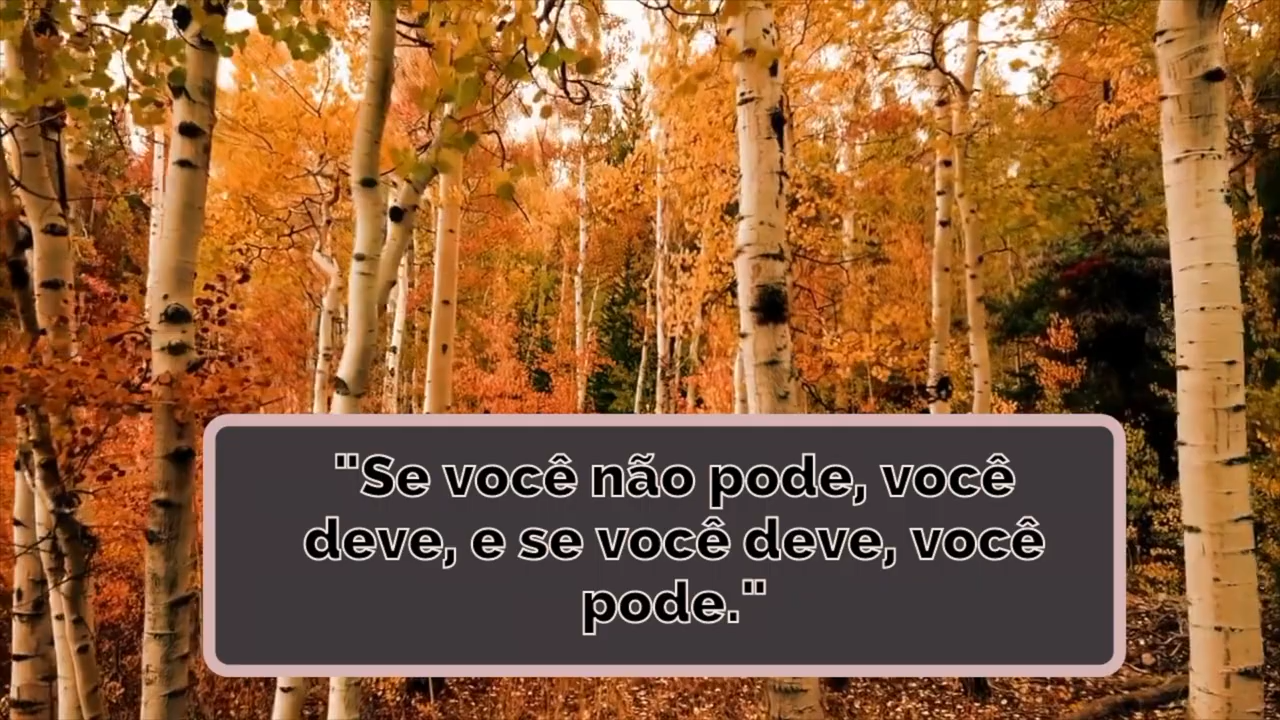 "Se você não pode, você
deve, e se você deve, você
pode."